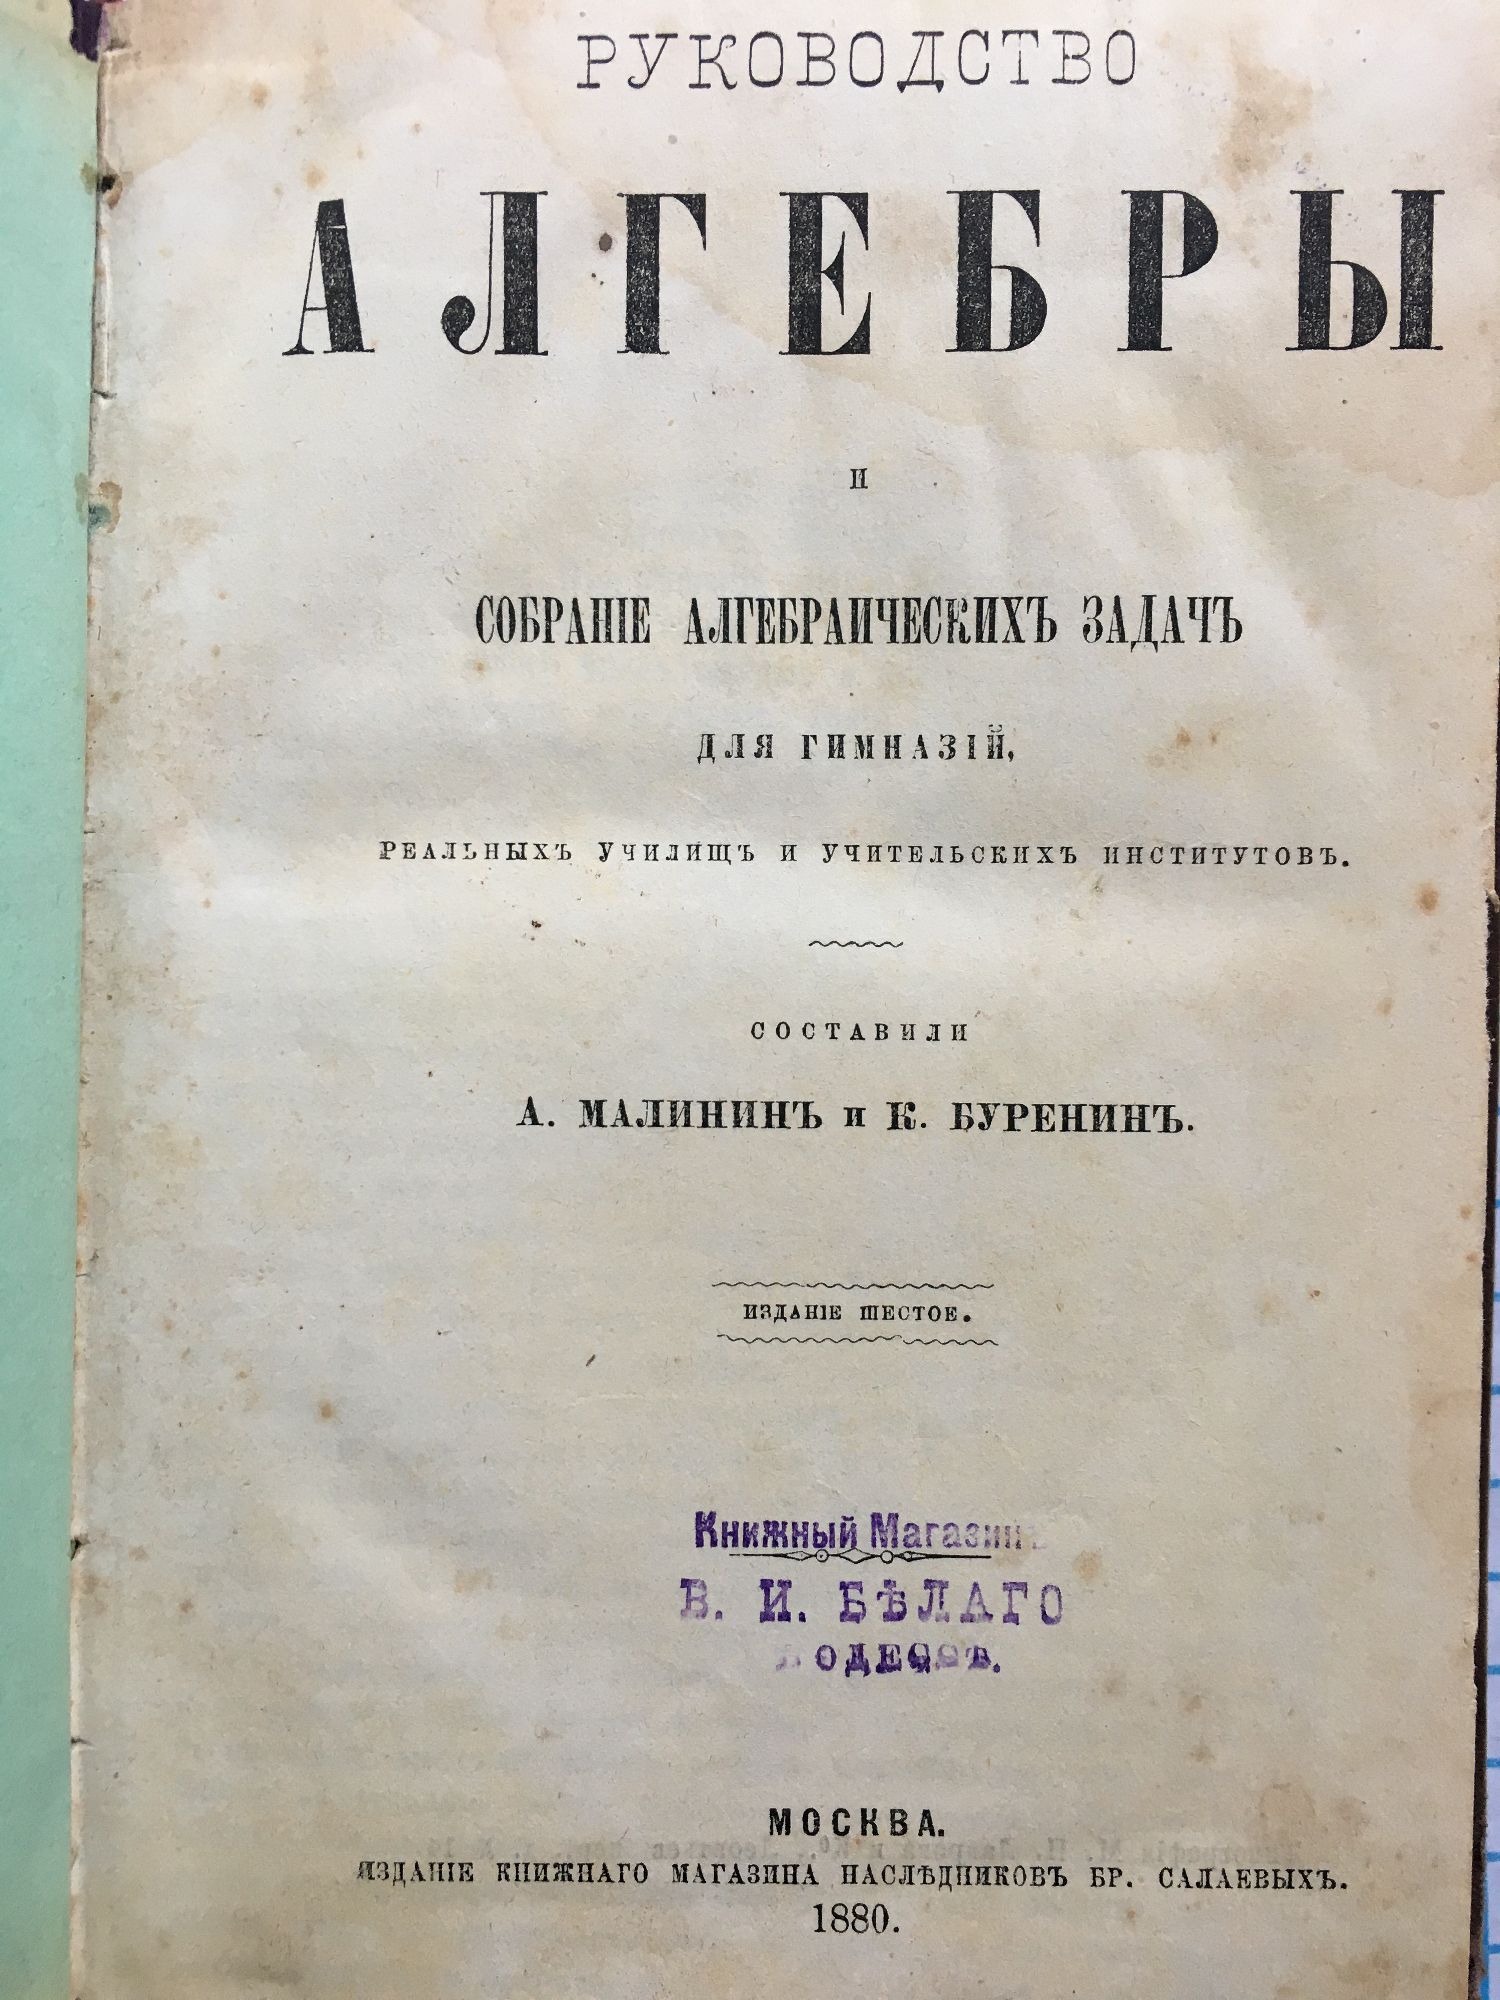 РУКОВОДСТВО
АЛГЕБРЫ
И
СОБРАНІЕ АЛГЕБРАИЧЕСКИХЪ ЗАДАЧЪ
ДЛЯ ГИМНАЗІЙ,
РЕАЛЬНЫХЪ УЧИЛИЩЪ И УЧИТЕЛЬСКИХЪ ИНСТИТУТОВЪ.
СОСТАВИЛИ
А. МАЛИНИНЪ и К. БУРЕНИНЪ.
ИЗДАНІЕ ШЕСТОЕ.
Книжный Магазинъ
В. И. БѢЛАГО
В ОДЕССѢ.
МОСКВА.
ИЗДАНІЕ КНИЖНАГО МАГАЗИНА НАСЛѢДНИКОВЪ БР. САЛАЕВЫХЪ.
1880.